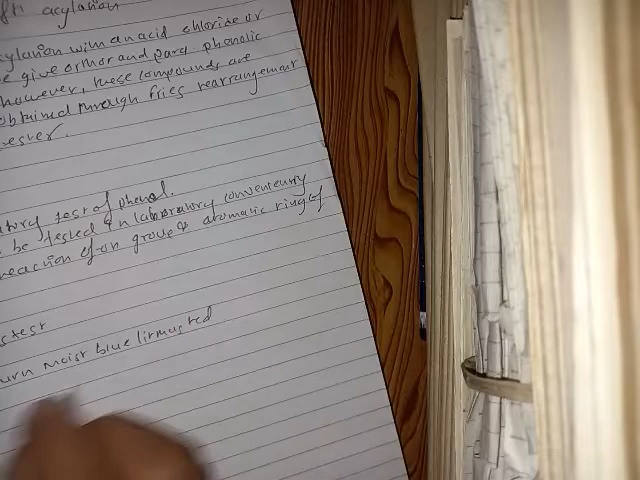 acylation
acylation with an acid chloride or
give ortho and para phenolic
however, these compounds are
obtained through fries rearrangement
ester.
test of phenol.
be tested in laboratory conveniently
reaction of OH group & aromatic ring of
test
turn moist blue litmus red